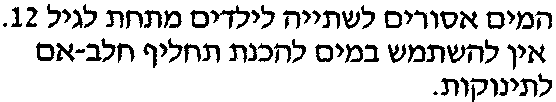 המים אסורים לשתייה לילדים מתחת לגיל 12.
אין להשתמש במים להכנת תחליף חלב-אם
לתינוקות.